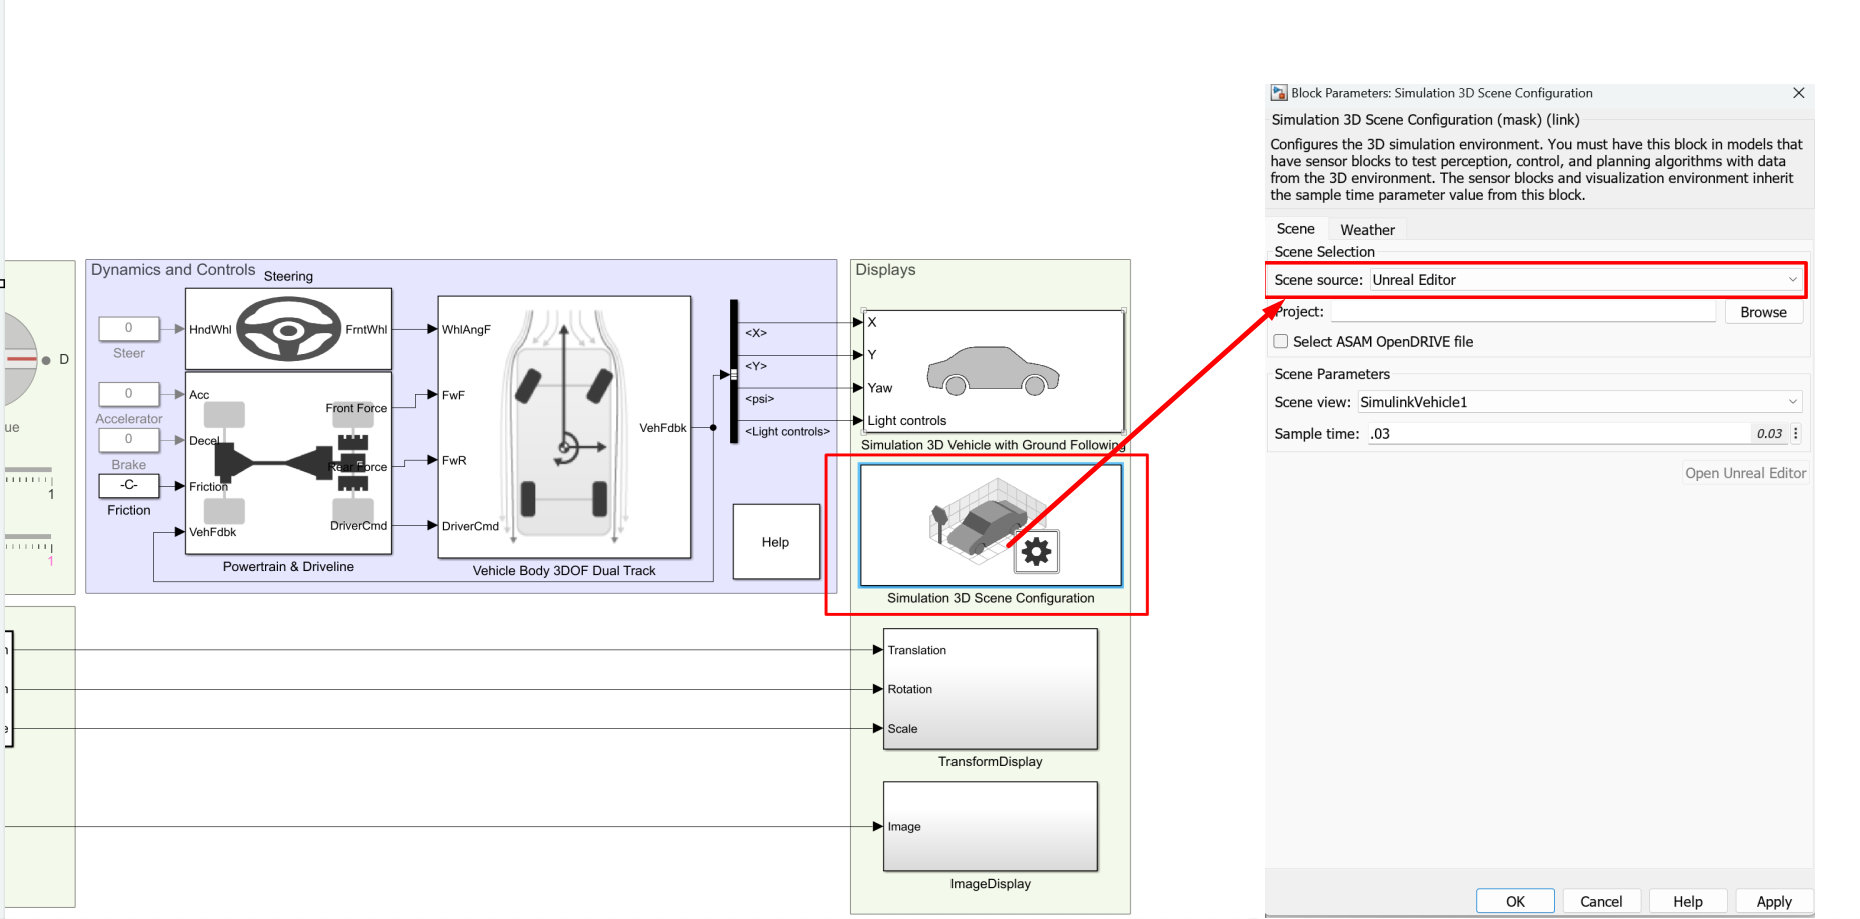 D
ue
1
1
Dynamics and Controls
Steering
0
Steer
HndWhl
FrntWhl
0
Accelerator
0
Brake
-C-
Friction
Acc
Decel
Friction
VehFdbk
Front Force
Rear Force
DriverCmd
Powertrain & Driveline
WhlAngF
FwF
FwR
DriverCmd
VehFdbk
Vehicle Body 3DOF Dual Track
<X>
<Y>
<psi>
<Light controls>
Help
Displays
X
Y
Yaw
Light controls
Simulation 3D Vehicle with Ground Following
Simulation 3D Scene Configuration
Translation
Rotation
Scale
TransformDisplay
Image
ImageDisplay
Block Parameters: Simulation 3D Scene Configuration
Simulation 3D Scene Configuration (mask) (link)
Configures the 3D simulation environment. You must have this block in models that
have sensor blocks to test perception, control, and planning algorithms with data
from the 3D environment. The sensor blocks and visualization environment inherit
the sample time parameter value from this block.
Scene Weather
Scene Selection
Scene source: Unreal Editor
Project: Browse
Select ASAM OpenDRIVE file
Scene Parameters
Scene view: SimulinkVehicle1
Sample time: .03 0.03
Open Unreal Editor
OK Cancel Help Apply